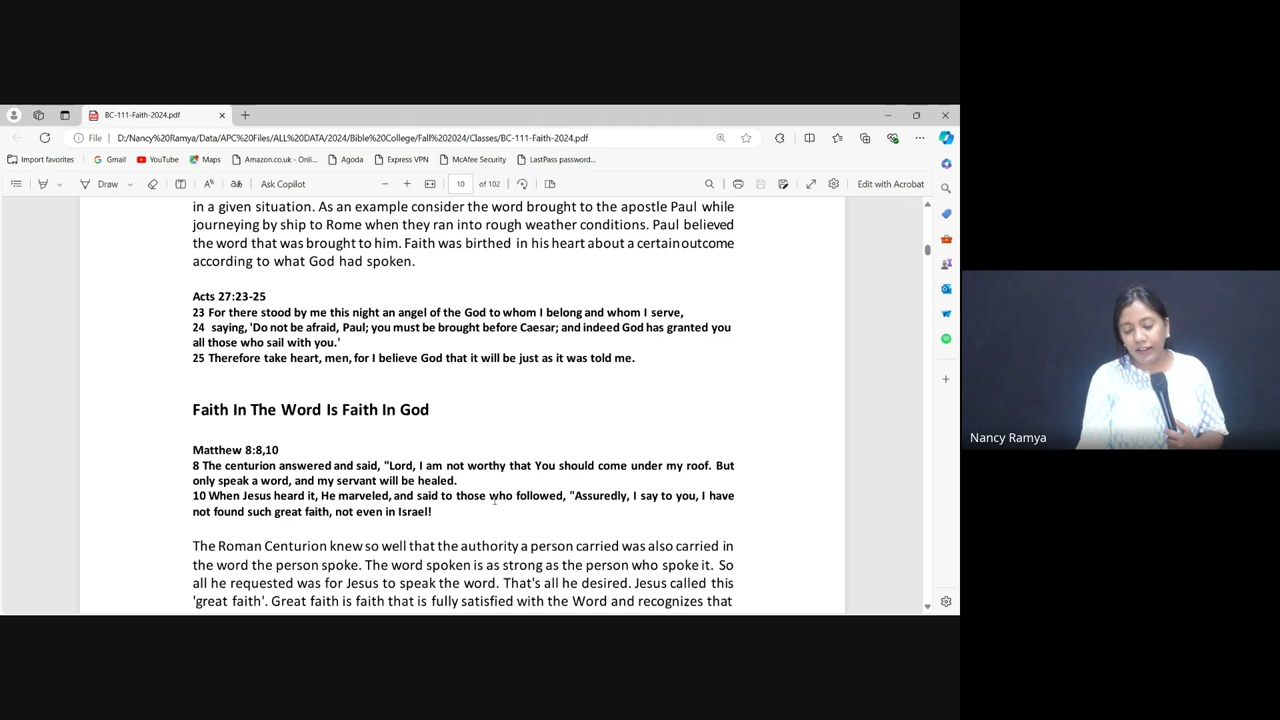 BC-111-Faith-2024.pdf
File
D:/Nancy%20Ramya/Data/APC%20Files/ALL%20DATA/2024/Bible%20College/Fall%202024/Classes/BC-111-Faith-2024.pdf
Import favorites Gmail YouTube Maps Amazon.co.uk - Onli... Agoda Express VPN McAfee Security LastPass password...
Draw Ask Copilot 10 of 102 Edit with Acrobat
in a given situation. As an example consider the word brought to the apostle Paul while
journeying by ship to Rome when they ran into rough weather conditions. Paul believed
the word that was brought to him. Faith was birthed in his heart about a certain outcome
according to what God had spoken.
Acts 27:23-25
23 For there stood by me this night an angel of the God to whom I belong and whom I serve,
24 saying, 'Do not be afraid, Paul; you must be brought before Caesar; and indeed God has granted you
all those who sail with you.'
25 Therefore take heart, men, for I believe God that it will be just as it was told me.
Faith In The Word Is Faith In God
Matthew 8:8,10
8 The centurion answered and said, "Lord, I am not worthy that You should come under my roof. But
only speak a word, and my servant will be healed.
10 When Jesus heard it, He marveled, and said to those who followed, "Assuredly, I say to you, I have
not found such great faith, not even in Israel!
The Roman Centurion knew so well that the authority a person carried was also carried in
the word the person spoke. The word spoken is as strong as the person who spoke it. So
all he requested was for Jesus to speak the word. That's all he desired. Jesus called this
'great faith'. Great faith is faith that is fully satisfied with the Word and recognizes that
Nancy Ramya